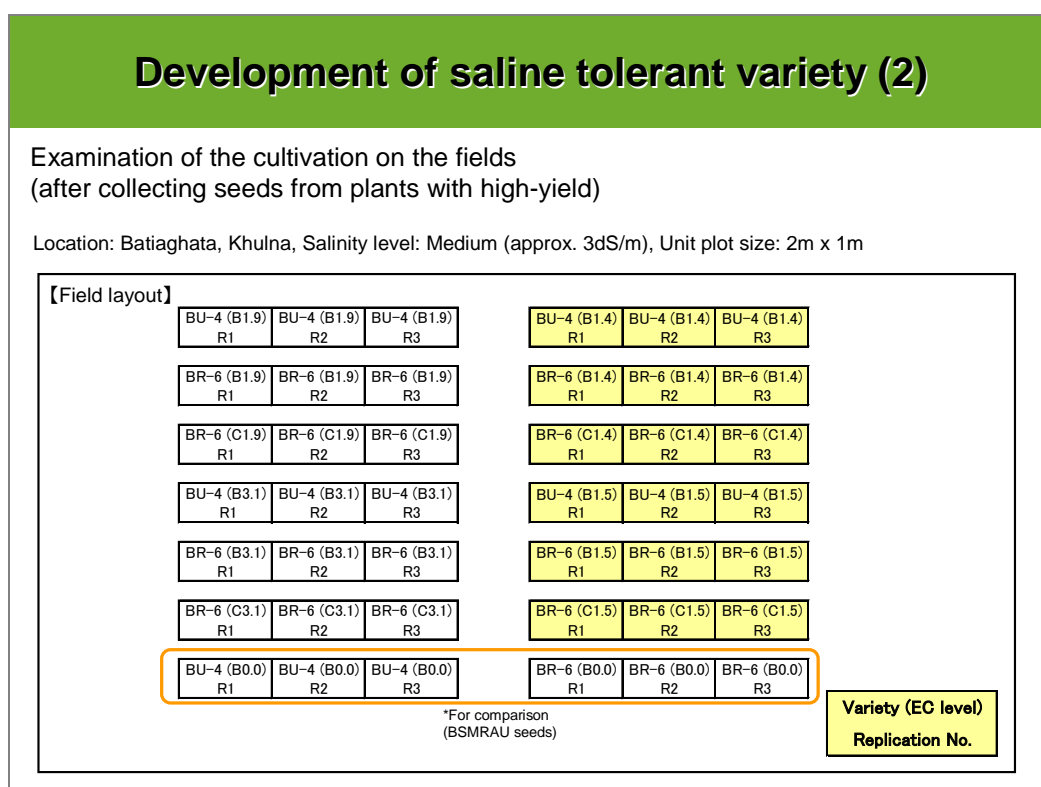 Development of saline tolerant variety (2)
Examination of the cultivation on the fields
(after collecting seeds from plants with high-yield)
Location: Batiaghata, Khulna, Salinity level: Medium (approx. 3dS/m), Unit plot size: 2m x 1m
【Field layout】
BU-4 (B1.9) BU-4 (B1.9) BU-4 (B1.9) BU-4 (B1.4) BU-4 (B1.4) BU-4 (B1.4)
R1 R2 R3 R1 R2 R3
BR-6 (B1.9) BR-6 (B1.9) BR-6 (B1.9) BR-6 (B1.4) BR-6 (B1.4) BR-6 (B1.4)
R1 R2 R3 R1 R2 R3
BR-6 (C1.9) BR-6 (C1.9) BR-6 (C1.9) BR-6 (C1.4) BR-6 (C1.4) BR-6 (C1.4)
R1 R2 R3 R1 R2 R3
BU-4 (B3.1) BU-4 (B3.1) BU-4 (B3.1) BU-4 (B1.5) BU-4 (B1.5) BU-4 (B1.5)
R1 R2 R3 R1 R2 R3
BR-6 (B3.1) BR-6 (B3.1) BR-6 (B3.1) BR-6 (B1.5) BR-6 (B1.5) BR-6 (B1.5)
R1 R2 R3 R1 R2 R3
BR-6 (C3.1) BR-6 (C3.1) BR-6 (C3.1) BR-6 (C1.5) BR-6 (C1.5) BR-6 (C1.5)
R1 R2 R3 R1 R2 R3
BU-4 (B0.0) BU-4 (B0.0) BU-4 (B0.0) BR-6 (B0.0) BR-6 (B0.0) BR-6 (B0.0)
R1 R2 R3 R1 R2 R3
*For comparison
(BSMRAU seeds)
Variety (EC level)
Replication No.